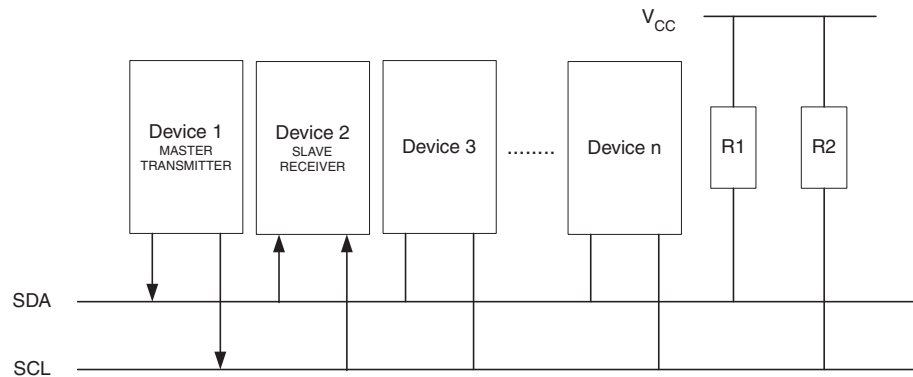 V_CC
Device 1
MASTER
TRANSMITTER
Device 2
SLAVE
RECEIVER
Device 3
........
Device n
R1
R2
SDA
SCL